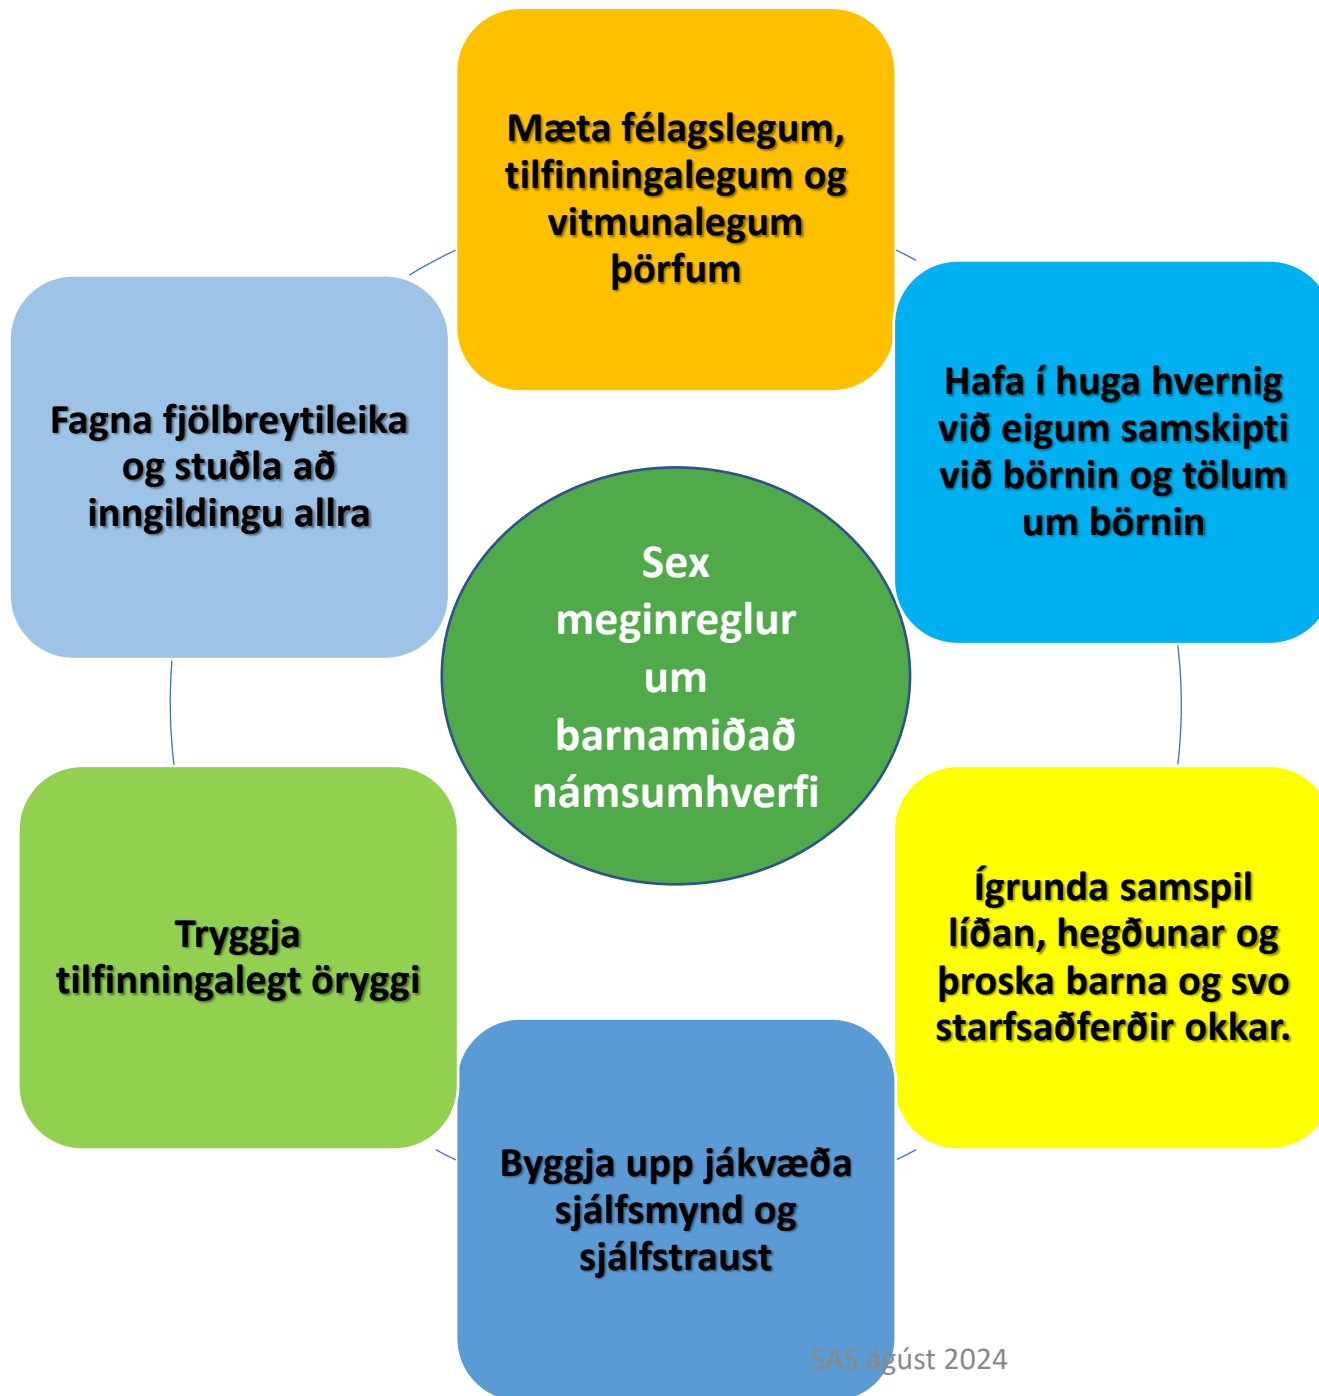 Mæta félagslegum,
tilfinningalegum og
vitmunalegum
þörfum
Hafa í huga hvernig
við eigum samskipti
við börnin og tölum
um börnin
Ígrunda samspil
líðan, hegðunar og
þroska barna og svo
starfsaðferðir okkar.
Byggja upp jákvæða
sjálfsmynd og
sjálfstraust
Tryggja
tilfinningalegt öryggi
Fagna fjölbreytileika
og stuðla að
inngildingu allra
Sex
meginreglur
um
barnamiðað
námsumhverfi
SAS ágúst 2024